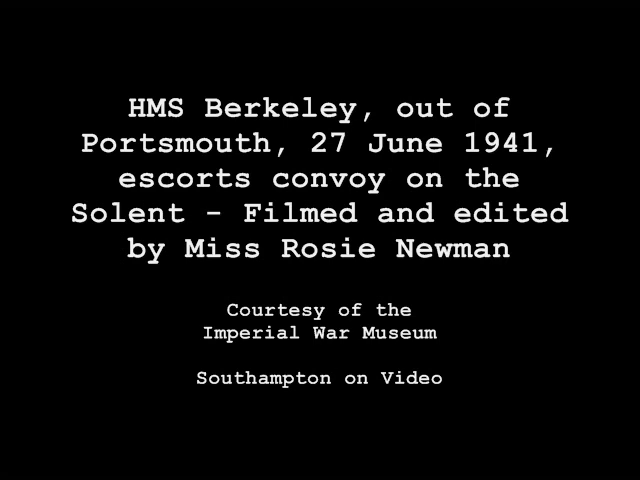 HMS Berkeley, out of
Portsmouth, 27 June 1941,
escorts convoy on the
Solent - Filmed and edited
by Miss Rosie Newman
Courtesy of the
Imperial War Museum
Southampton on Video